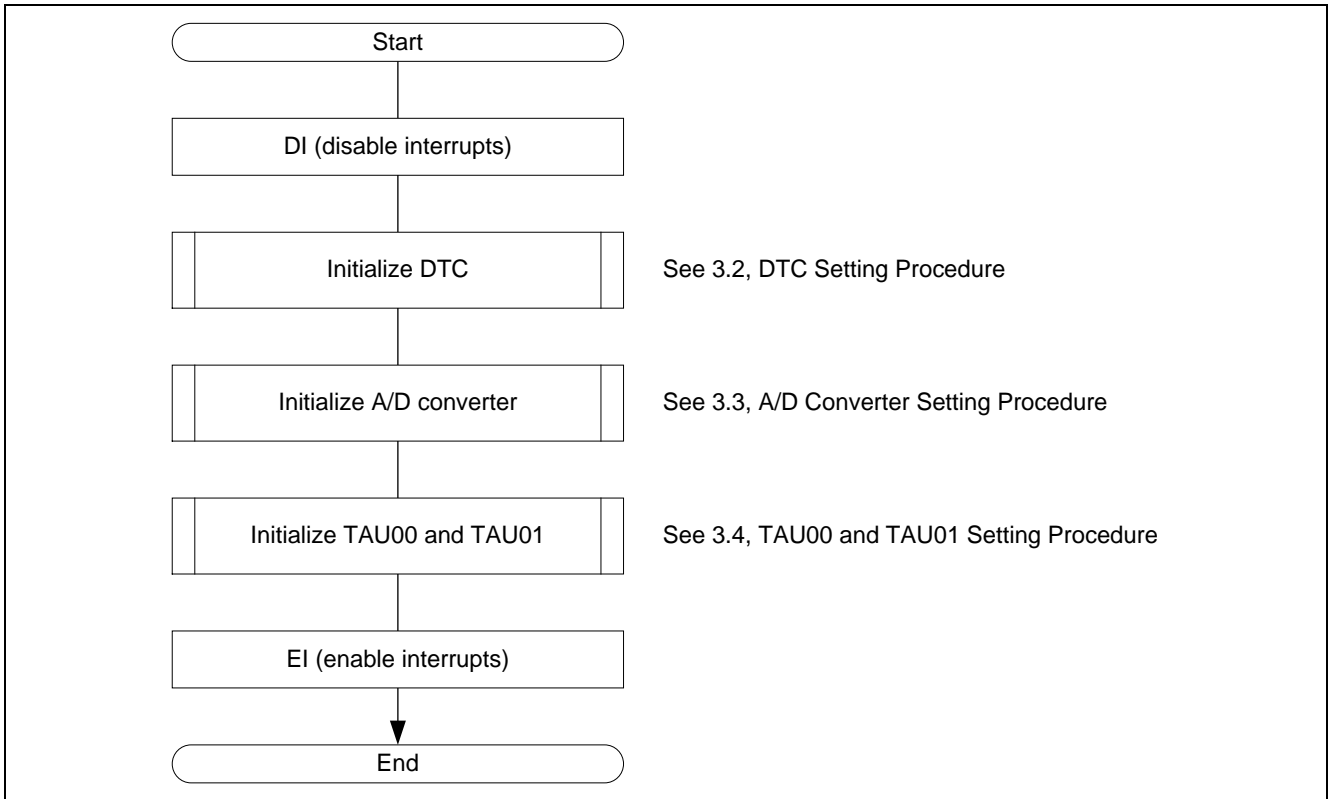 Start
DI (disable interrupts)
Initialize DTC
See 3.2, DTC Setting Procedure
Initialize A/D converter
See 3.3, A/D Converter Setting Procedure
Initialize TAU00 and TAU01
See 3.4, TAU00 and TAU01 Setting Procedure
EI (enable interrupts)
End